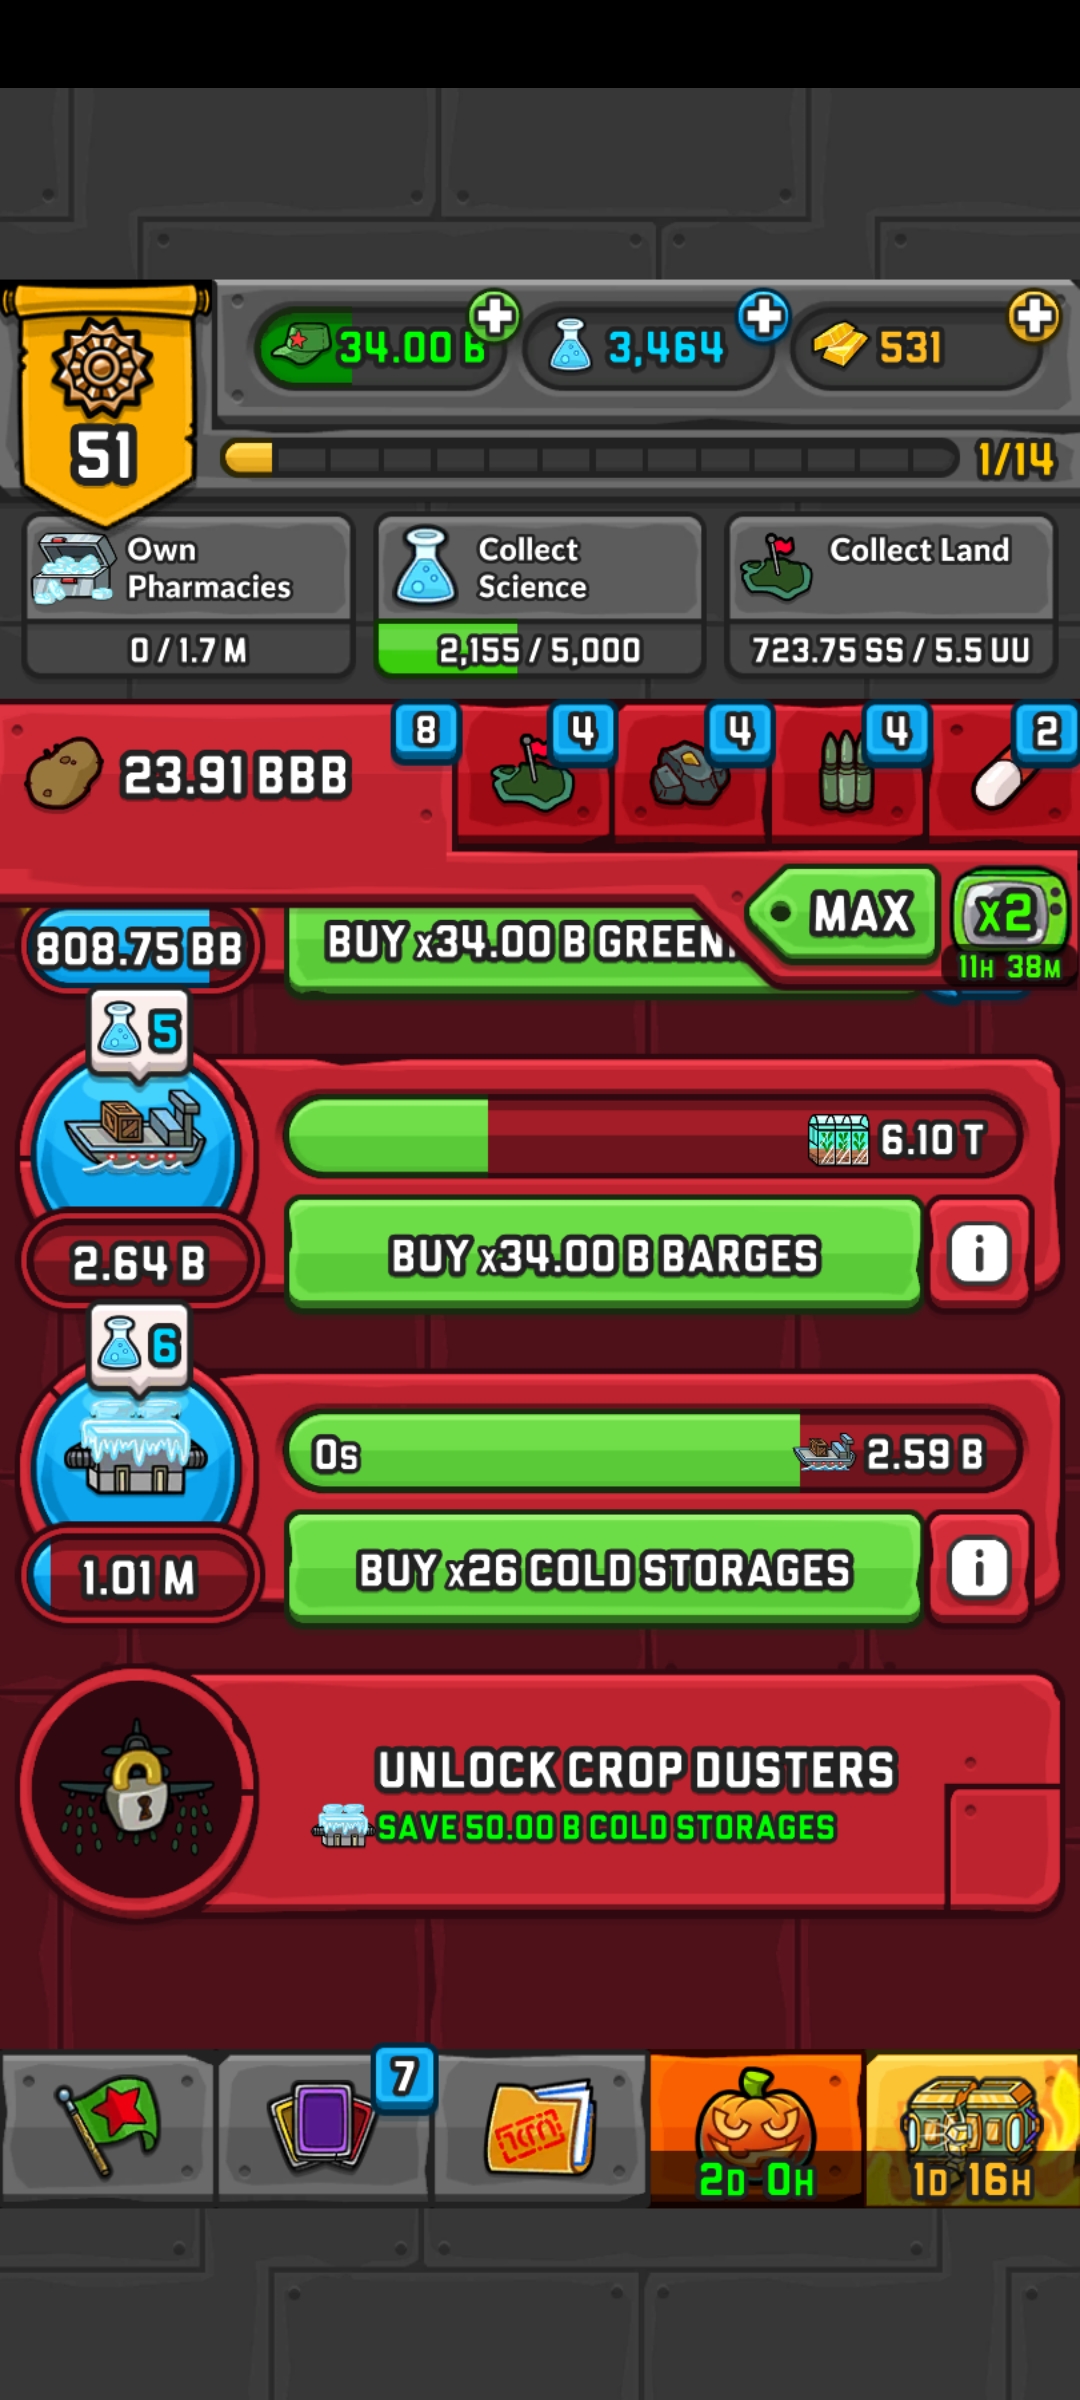 51
34.00 B
3,464
531
1/14
Own
Pharmacies
0 / 1.7 M
Collect
Science
2,155 / 5,000
Collect Land
723.75 SS / 5.5 UU
23.91 BBB
8
4
4
4
2
MAX
x2
11H 38M
808.75 BB
BUY x34.00 B GREEN
5
6.10 T
2.64 B
BUY x34.00 B BARGES
i
6
0s
2.59 B
1.01 M
BUY x26 COLD STORAGES
i
UNLOCK CROP DUSTERS
SAVE 50.00 B COLD STORAGES
7
2D 0H
1D 16H